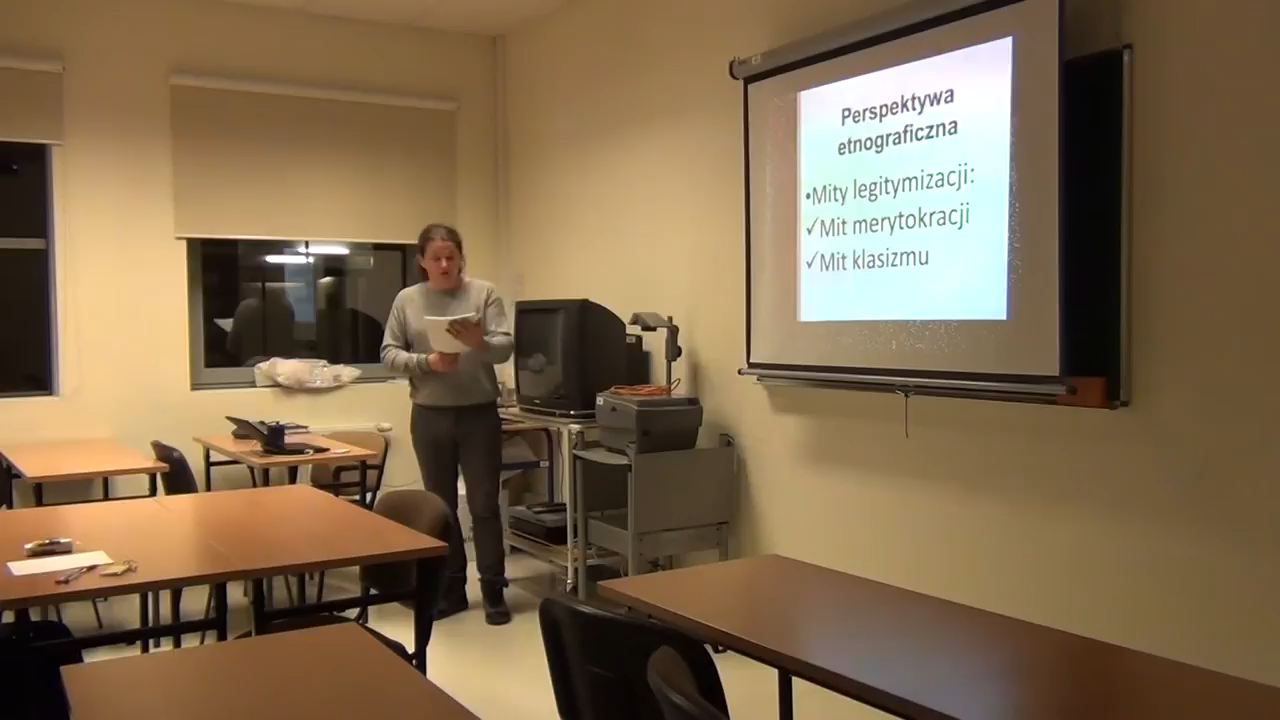 Perspektywa
etnograficzna
•Mity legitymizacji:
✓Mit merytokracji
✓Mit klasizmu